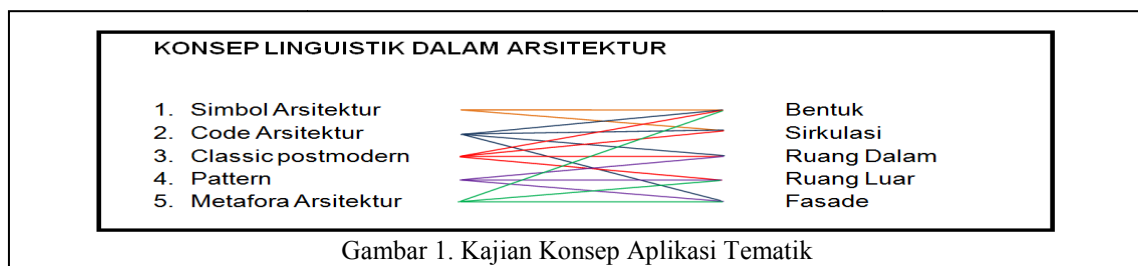 KONSEP LINGUISTIK DALAM ARSITEKTUR
1. Simbol Arsitektur Bentuk
2. Code Arsitektur Sirkulasi
3. Classic postmodern Ruang Dalam
4. Pattern Ruang Luar
5. Metafora Arsitektur Fasade
Gambar 1. Kajian Konsep Aplikasi Tematik